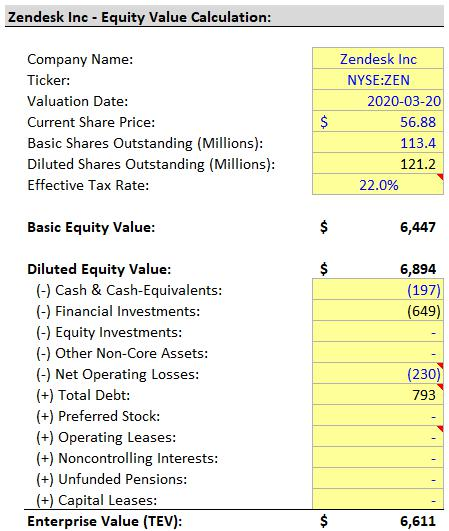 Zendesk Inc - Equity Value Calculation:
Company Name: Zendesk Inc
Ticker: NYSE:ZEN
Valuation Date: 2020-03-20
Current Share Price: $ 56.88
Basic Shares Outstanding (Millions): 113.4
Diluted Shares Outstanding (Millions): 121.2
Effective Tax Rate: 22.0%
Basic Equity Value: $ 6,447
Diluted Equity Value: $ 6,894
(-) Cash & Cash-Equivalents: (197)
(-) Financial Investments: (649)
(-) Equity Investments: -
(-) Other Non-Core Assets: -
(-) Net Operating Losses: (230)
(+) Total Debt: 793
(+) Preferred Stock: -
(+) Operating Leases: -
(+) Noncontrolling Interests: -
(+) Unfunded Pensions: -
(+) Capital Leases: -
Enterprise Value (TEV): $ 6,611